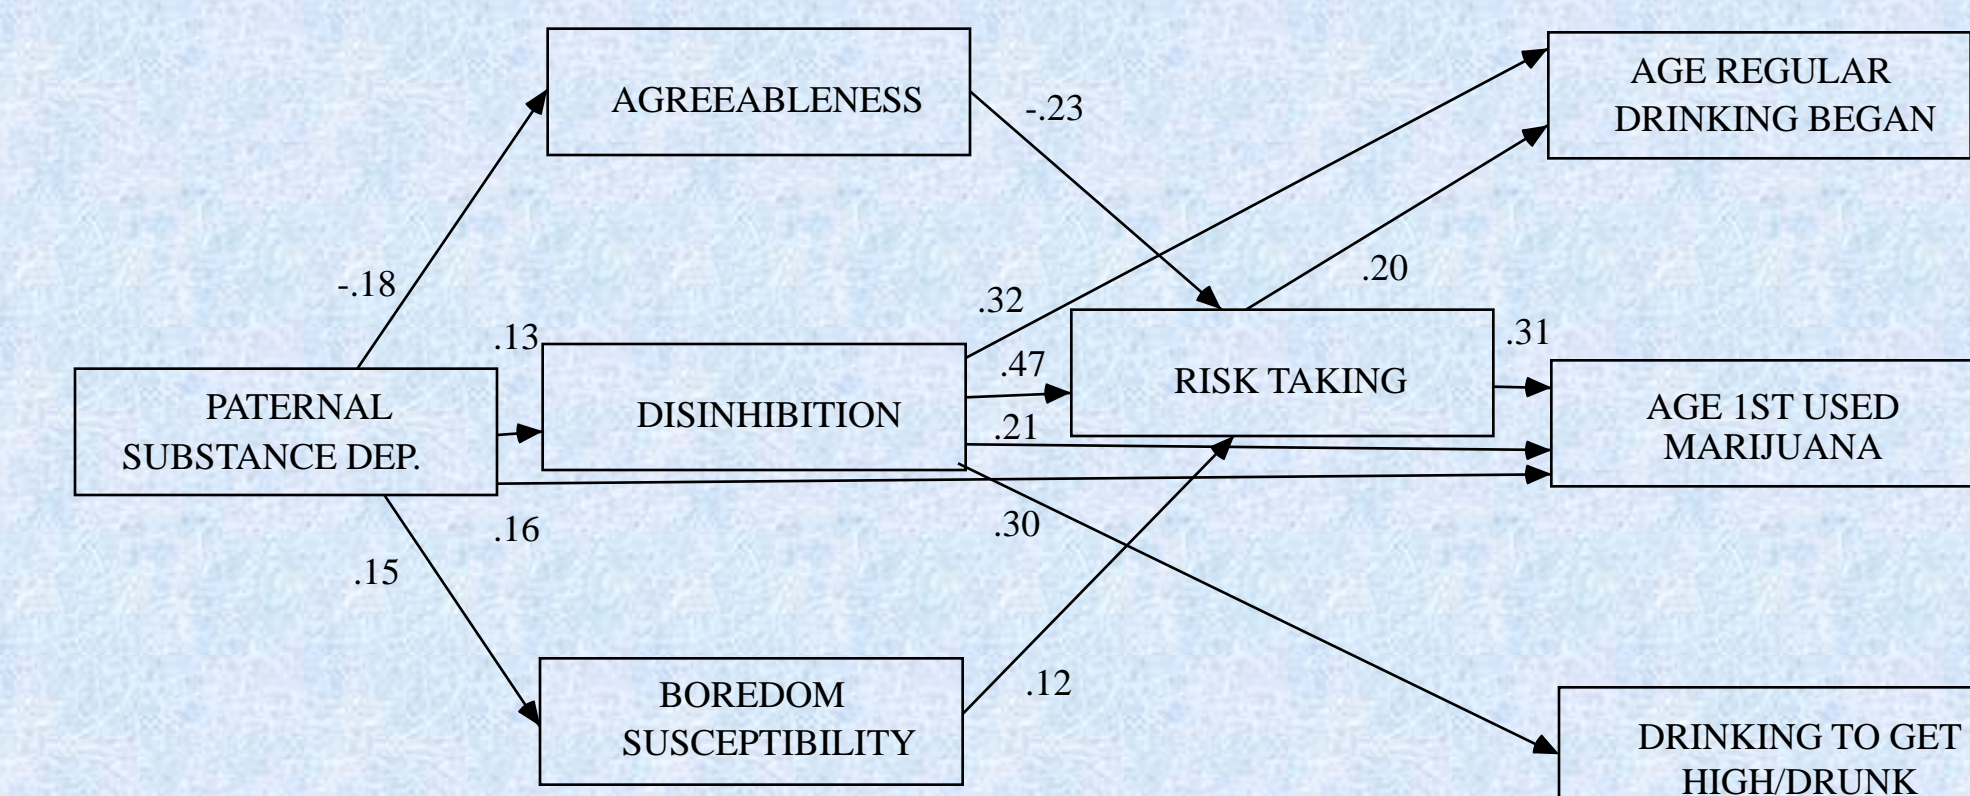 AGREEABLENESS
-.23
AGE REGULAR
DRINKING BEGAN
-.18
.13
.32
.20
.31
.47
PATERNAL
SUBSTANCE DEP.
DISINHIBITION
RISK TAKING
AGE 1ST USED
MARIJUANA
.21
.16
.30
.15
.12
BOREDOM
SUSCEPTIBILITY
DRINKING TO GET
HIGH/DRUNK